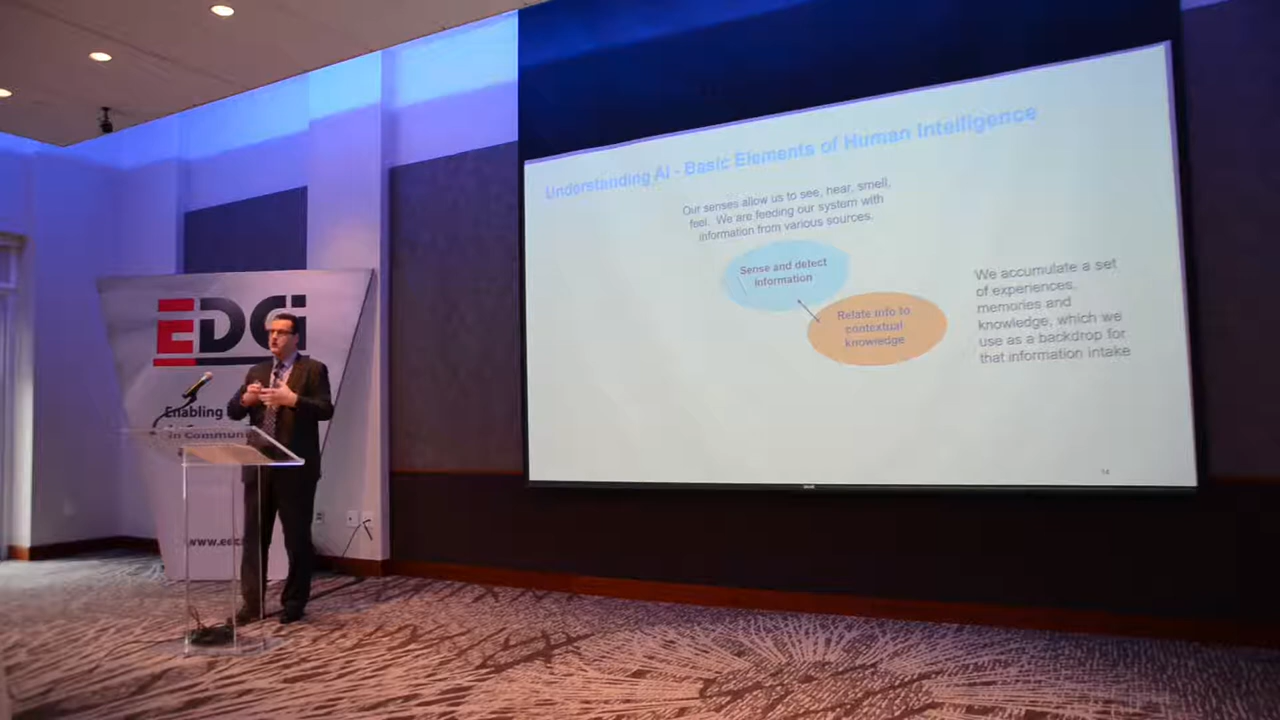 Understanding AI - Basic Elements of Human Intelligence
Our senses allow us to see, hear, smell,
feel. We are feeding our system with
information from various sources.
Sense and detect
information
Relate info to
contextual
knowledge
We accumulate a set
of experiences,
memories and
knowledge, which we
use as a backdrop for
that information intake
14
EDCi
Enabling
in Commun
www.